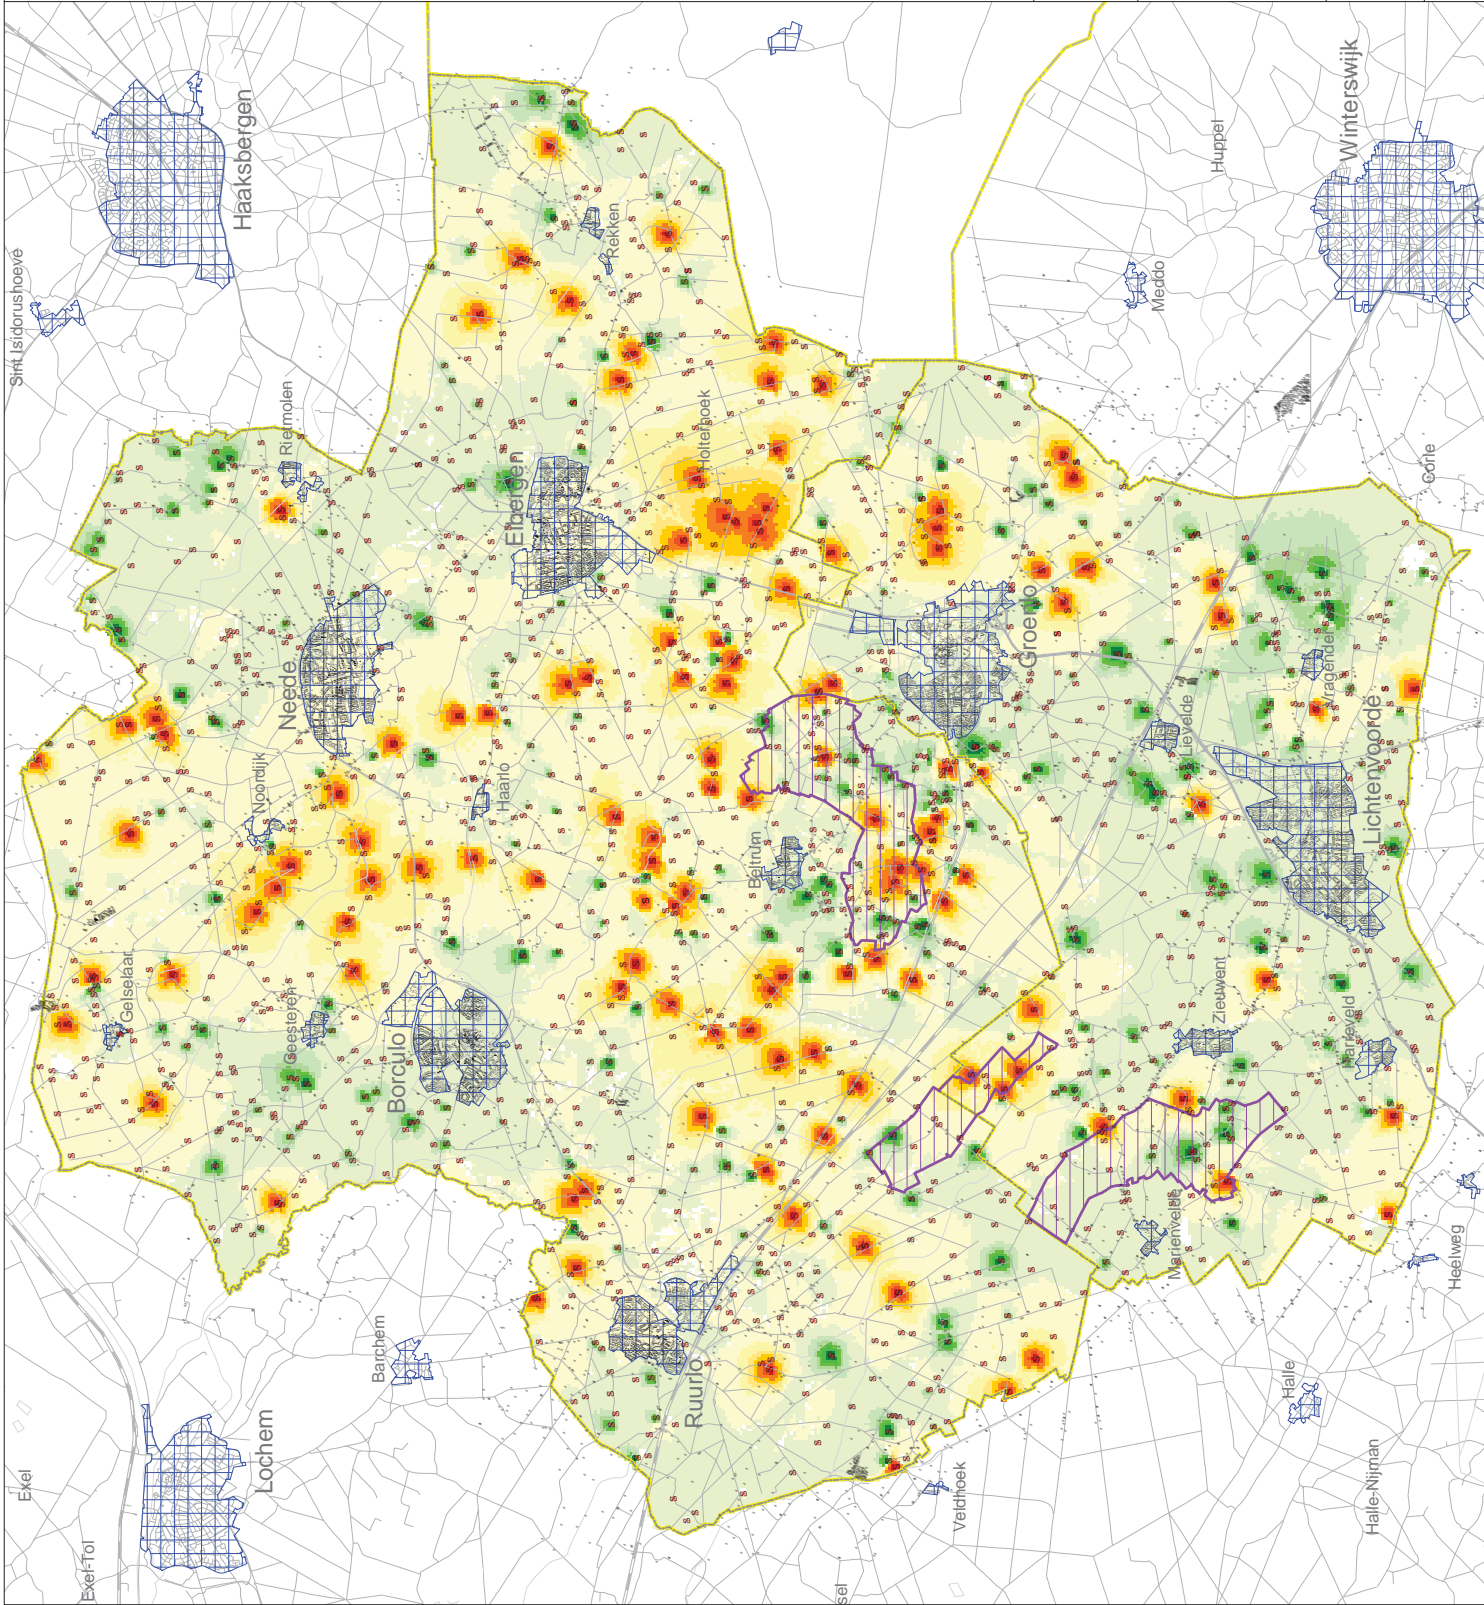 Sint Isidorushoeve
Haaksbergen
Rietmolen
Rekken
Eibergen
Holterhoek
Neede
Noordijk
Haarlo
Gelselaar
Geesteren
Borculo
Beltrum
Groenlo
Huppel
Winterswijk
Meddo
Corle
Lievelde
Vragender
Lichtenvoorde
Zieuwent
Harreveld
Mariënvelde
Heelweg
Halle
Halle-Nijman
Veldhoek
Ruurlo
Barchem
Lochem
Exel
Exel-Tol
sel